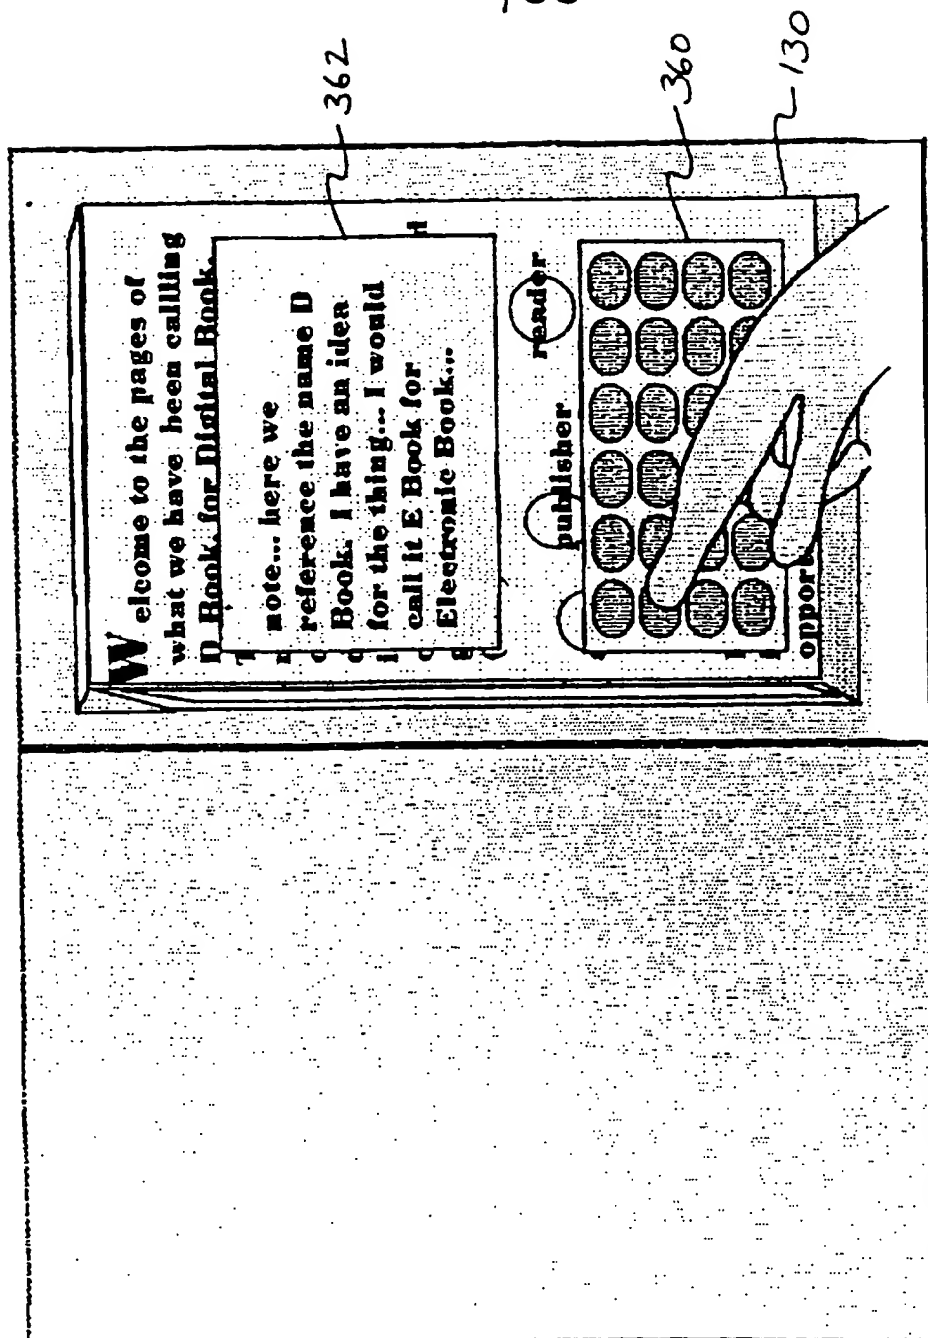 362
360
130
Welcome to the pages of
what we have been callling
D Book, for Digital Book.
note... here we
reference the name D
Book. I have an idea
for the thing... I would
call it E Book for
Electronic Book...
publisher reader